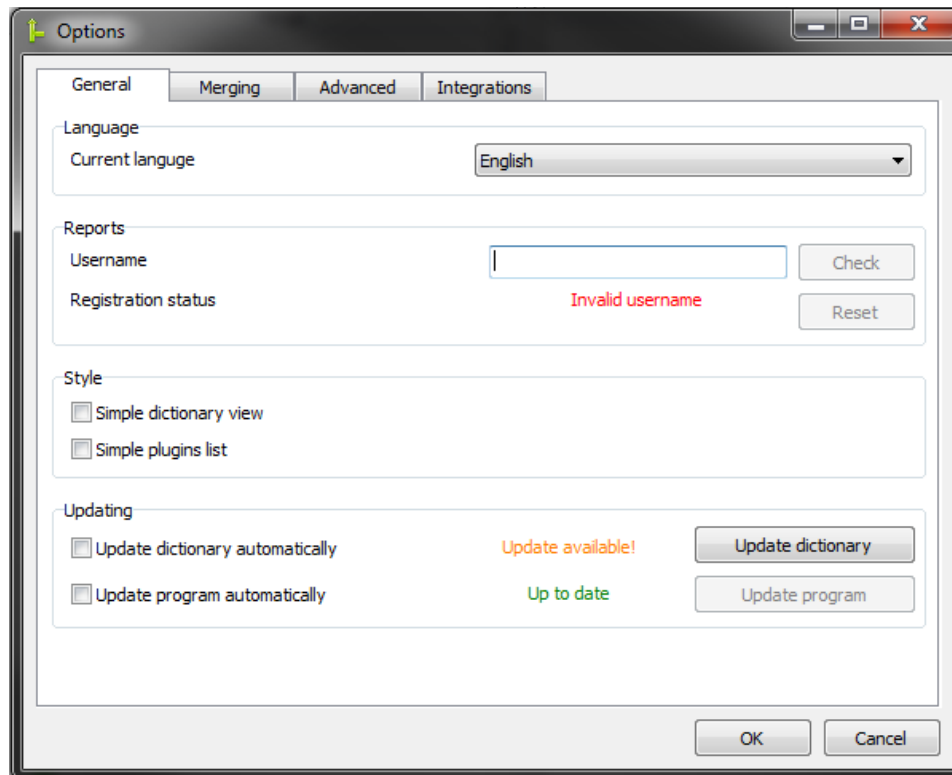 Options
General Merging Advanced Integrations
Language
Current languge English
Reports
Username Check
Registration status Invalid username Reset
Style
Simple dictionary view
Simple plugins list
Updating
Update dictionary automatically Update available! Update dictionary
Update program automatically Up to date Update program
OK Cancel